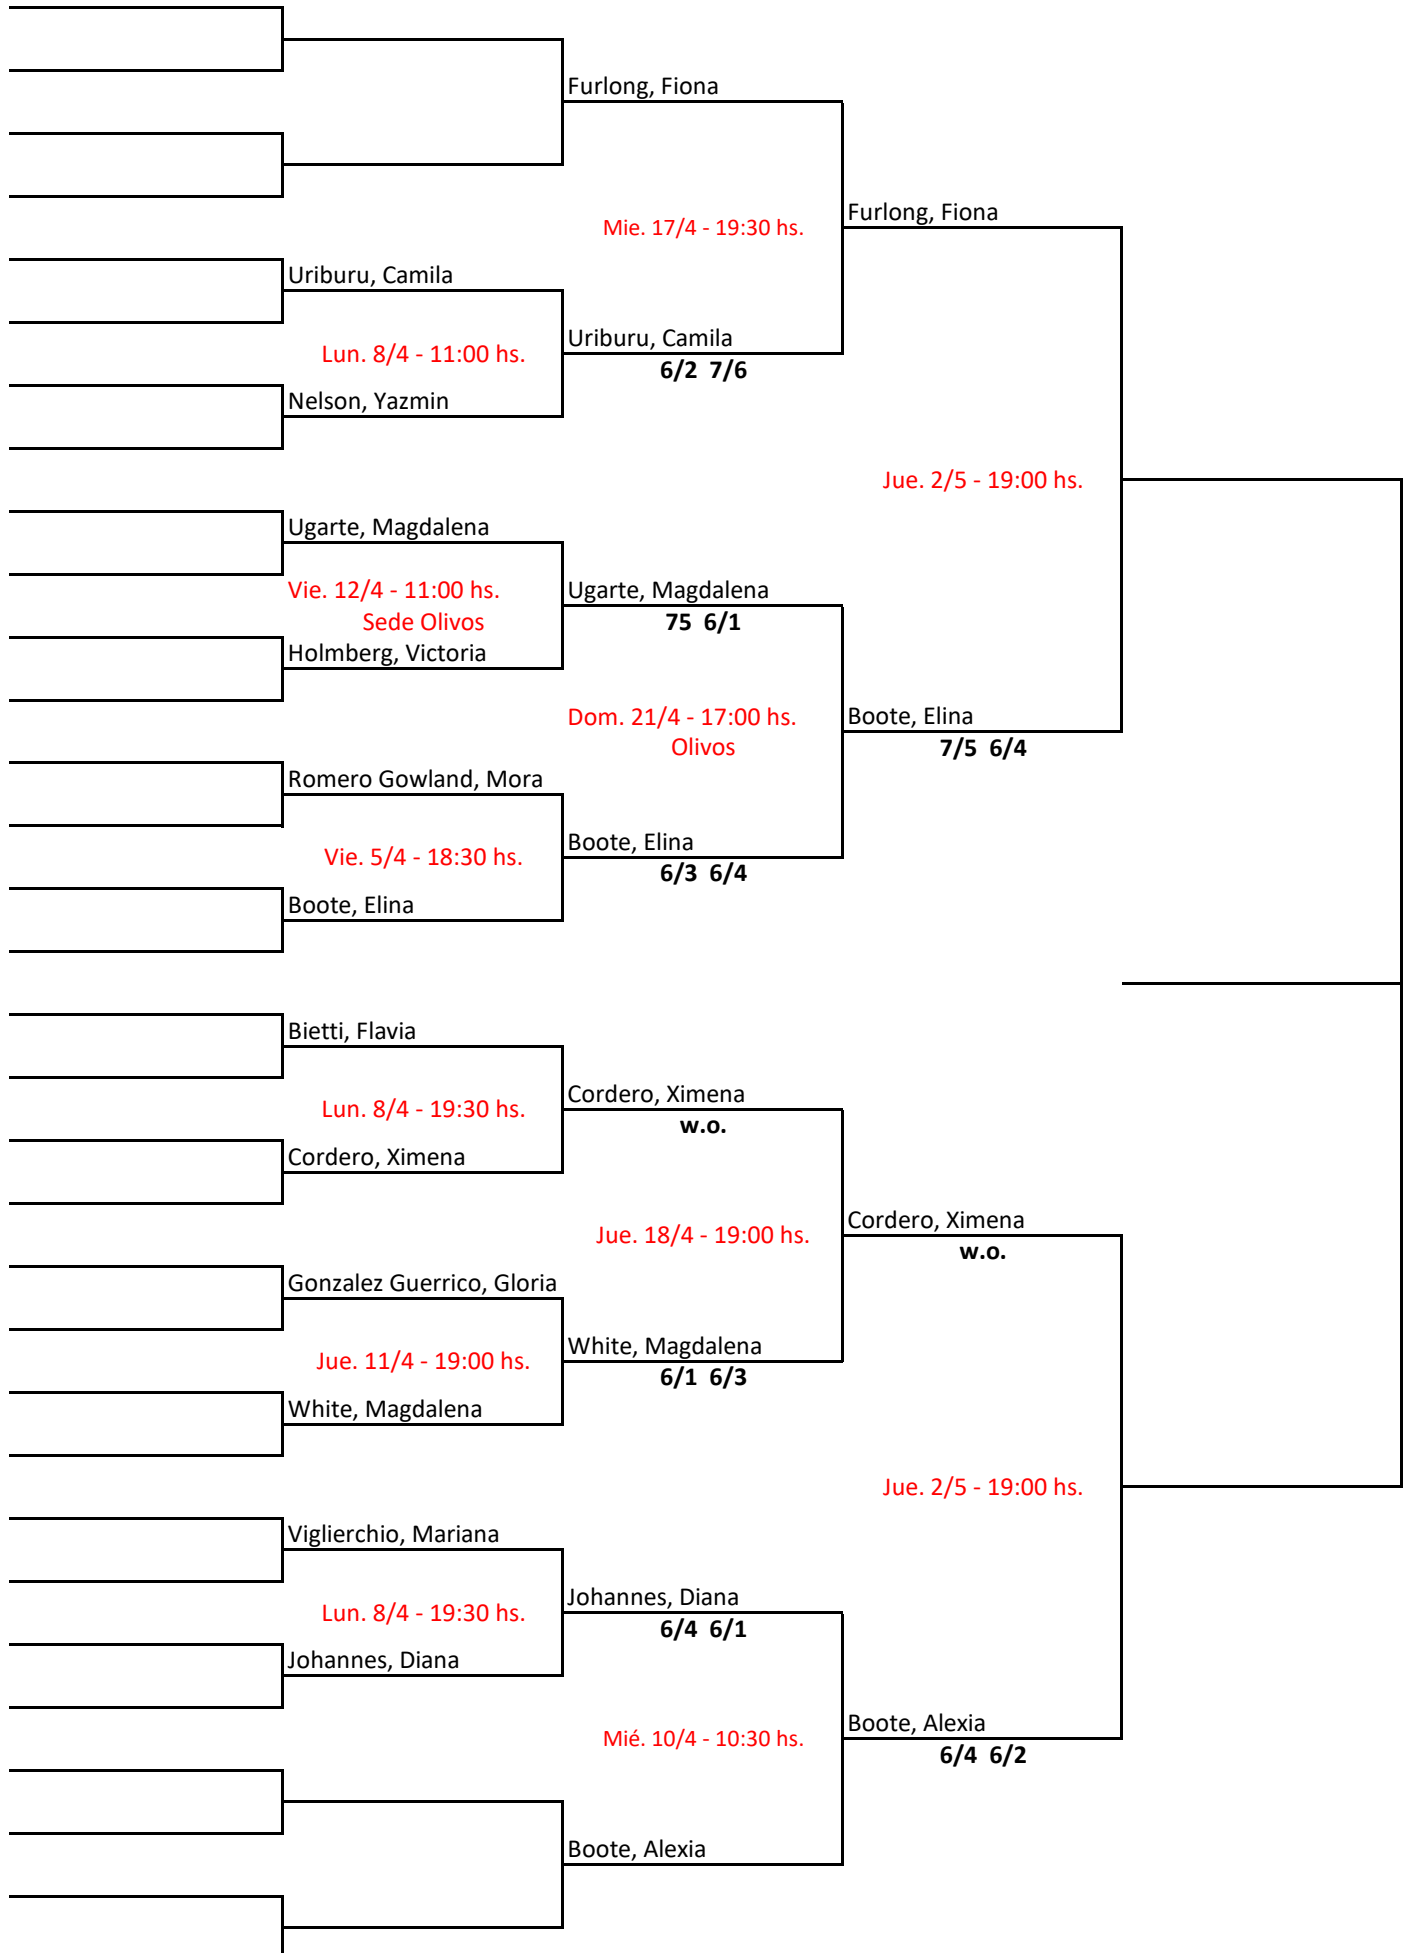 Furlong, Fiona
Furlong, Fiona
Mie. 17/4 - 19:30 hs.
Uriburu, Camila
Uriburu, Camila
Lun. 8/4 - 11:00 hs.
6/2 7/6
Nelson, Yazmin
Jue. 2/5 - 19:00 hs.
Ugarte, Magdalena
Vie. 12/4 - 11:00 hs.
Ugarte, Magdalena
Sede Olivos
75 6/1
Holmberg, Victoria
Dom. 21/4 - 17:00 hs.
Boote, Elina
Olivos
7/5 6/4
Romero Gowland, Mora
Boote, Elina
Vie. 5/4 - 18:30 hs.
6/3 6/4
Boote, Elina
Bietti, Flavia
Cordero, Ximena
Lun. 8/4 - 19:30 hs.
w.o.
Cordero, Ximena
Cordero, Ximena
Jue. 18/4 - 19:00 hs.
w.o.
Gonzalez Guerrico, Gloria
White, Magdalena
Jue. 11/4 - 19:00 hs.
6/1 6/3
White, Magdalena
Jue. 2/5 - 19:00 hs.
Viglierchio, Mariana
Johannes, Diana
Lun. 8/4 - 19:30 hs.
6/4 6/1
Johannes, Diana
Boote, Alexia
Mié. 10/4 - 10:30 hs.
6/4 6/2
Boote, Alexia